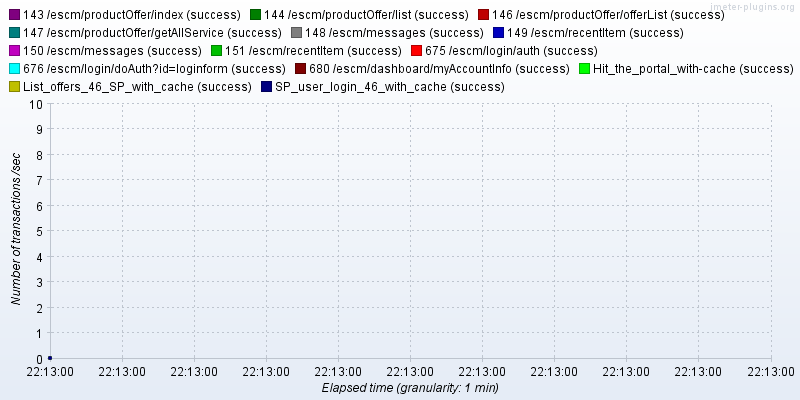 jmeter-plugins.org
143 /escm/productOffer/index (success) 144 /escm/productOffer/list (success) 146 /escm/productOffer/offerList (success)
147 /escm/productOffer/getAllService (success) 148 /escm/messages (success) 149 /escm/recentItem (success)
150 /escm/messages (success) 151 /escm/recentItem (success) 675 /escm/login/auth (success)
676 /escm/login/doAuth?id=loginform (success) 680 /escm/dashboard/myAccountInfo (success) Hit_the_portal_with-cache (success)
List_offers_46_SP_with_cache (success) SP_user_login_46_with_cache (success)
10
9
8
7
6
5
4
3
2
1
0
Number of transactions /sec
22:13:00 22:13:00 22:13:00 22:13:00 22:13:00 22:13:00 22:13:00 22:13:00 22:13:00 22:13:00 22:13:00
Elapsed time (granularity: 1 min)